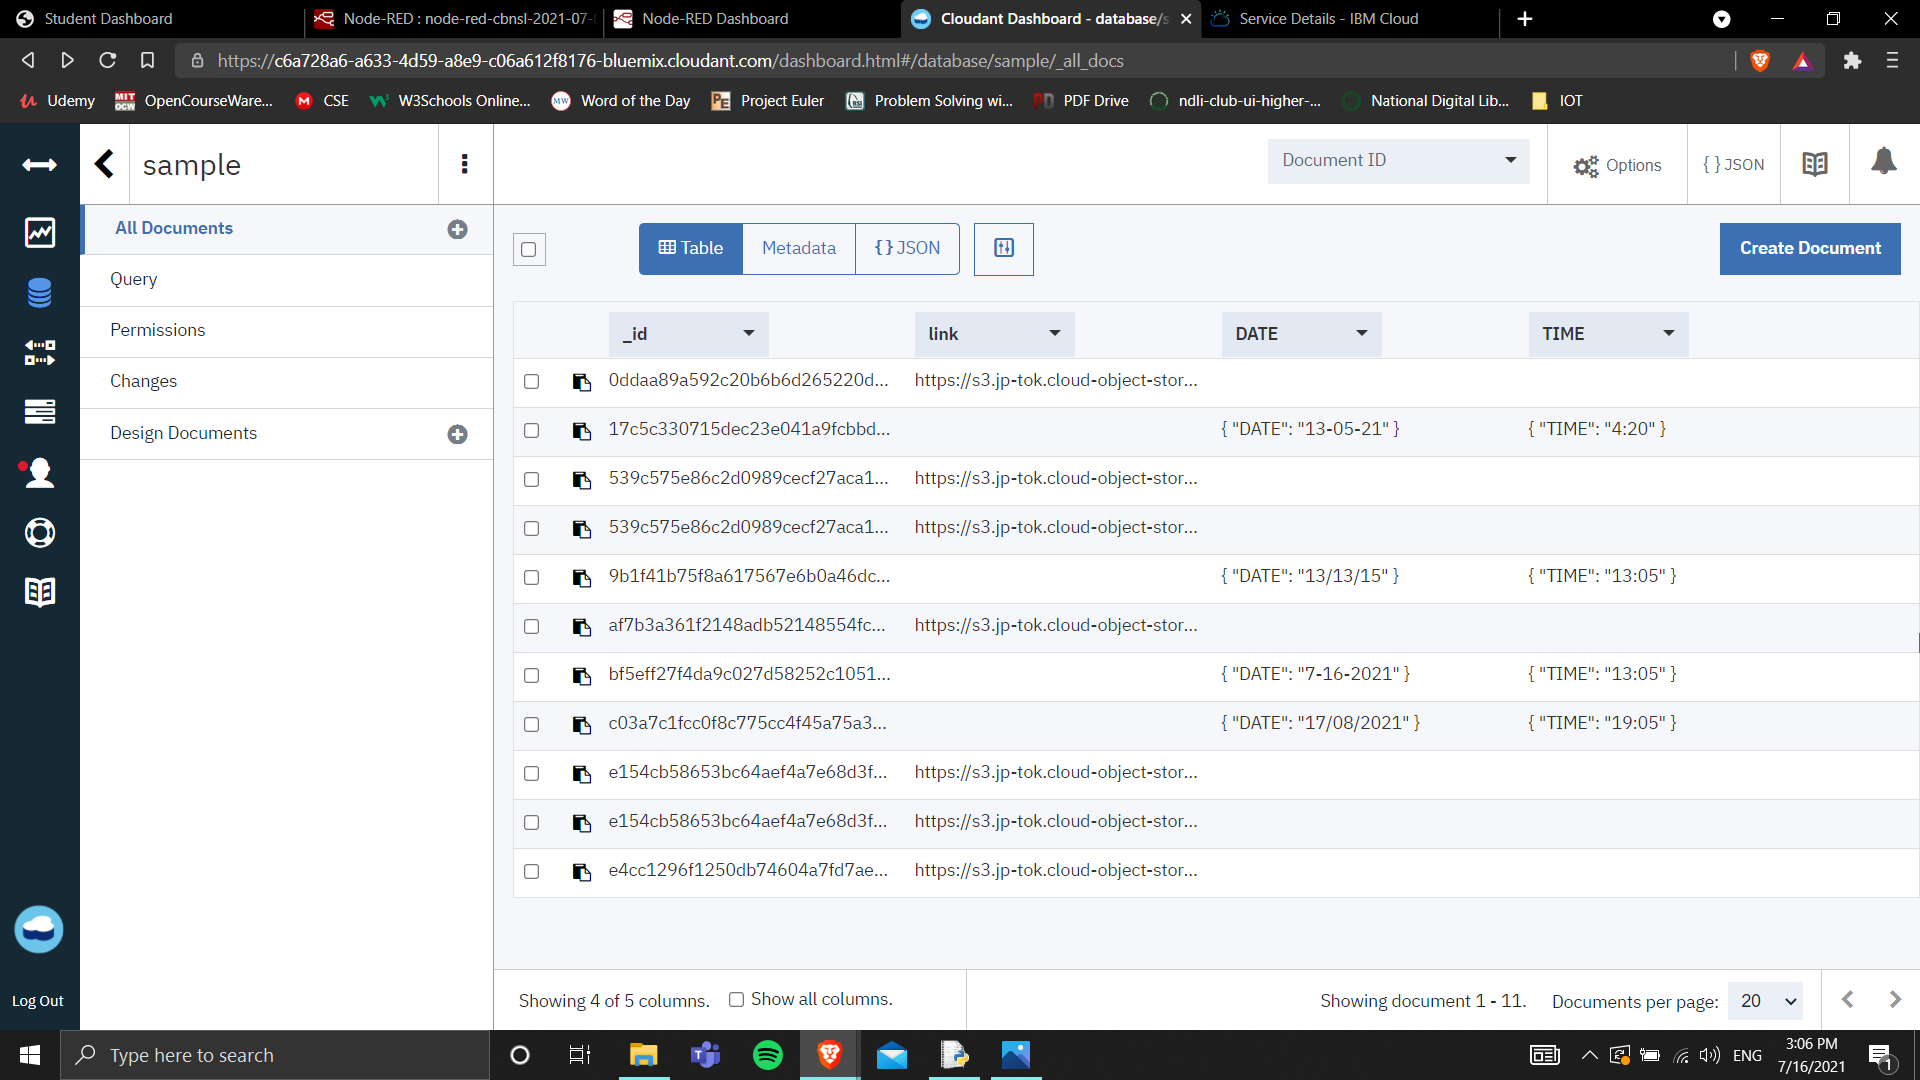 Student Dashboard
Node-RED : node-red-cbnsl-2021-07-
Node-RED Dashboard
Cloudant Dashboard - database/s
Service Details - IBM Cloud
https://c6a728a6-a633-4d59-a8e9-c06a612f8176-bluemix.cloudant.com/dashboard.html#/database/sample/_all_docs
Udemy
MIT OCW OpenCourseWare...
M CSE
W3Schools Online...
MW Word of the Day
PE Project Euler
Problem Solving wi...
PD PDF Drive
ndli-club-ui-higher-...
National Digital Lib...
IOT
sample
Document ID
Options
{ } JSON
All Documents
Query
Permissions
Changes
Design Documents
Table
Metadata
{ } JSON
Create Document
_id link DATE TIME
0ddaa89a592c20b6b6d265220d... https://s3.jp-tok.cloud-object-stor...
17c5c330715dec23e041a9fcbbd... { "DATE": "13-05-21" } { "TIME": "4:20" }
539c575e86c2d0989cecf27aca1... https://s3.jp-tok.cloud-object-stor...
539c575e86c2d0989cecf27aca1... https://s3.jp-tok.cloud-object-stor...
9b1f41b75f8a617567e6b0a46dc... { "DATE": "13/13/15" } { "TIME": "13:05" }
af7b3a361f2148adb52148554fc... https://s3.jp-tok.cloud-object-stor...
bf5eff27f4da9c027d58252c1051... { "DATE": "7-16-2021" } { "TIME": "13:05" }
c03a7c1fcc0f8c775cc4f45a75a3... { "DATE": "17/08/2021" } { "TIME": "19:05" }
e154cb58653bc64aef4a7e68d3f... https://s3.jp-tok.cloud-object-stor...
e154cb58653bc64aef4a7e68d3f... https://s3.jp-tok.cloud-object-stor...
e4cc1296f1250db74604a7fd7ae... https://s3.jp-tok.cloud-object-stor...
Log Out
Showing 4 of 5 columns. Show all columns. Showing document 1 - 11. Documents per page: 20
Type here to search
ENG
3:06 PM
7/16/2021
1